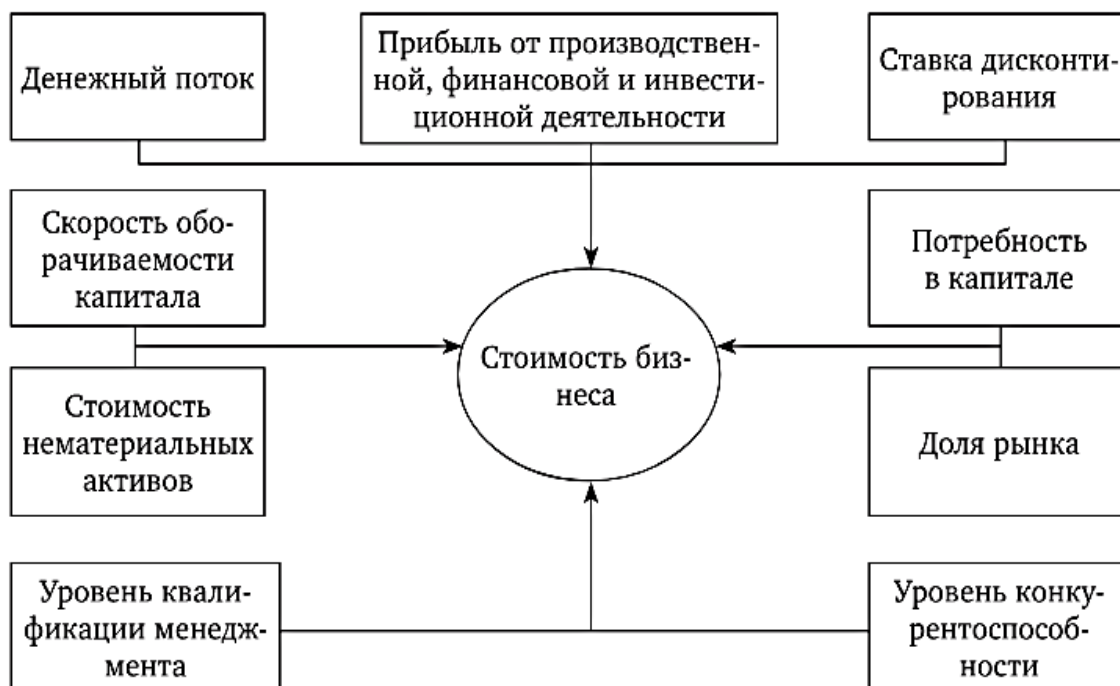 Денежный поток
Прибыль от производствен-
ной, финансовой и инвести-
ционной деятельности
Ставка дисконти-
рования
Скорость обо-
рачиваемости
капитала
Потребность
в капитале
Стоимость биз-
неса
Стоимость
нематериальных
активов
Доля рынка
Уровень квали-
фикации менедж-
мента
Уровень конку-
рентоспособ-
ности